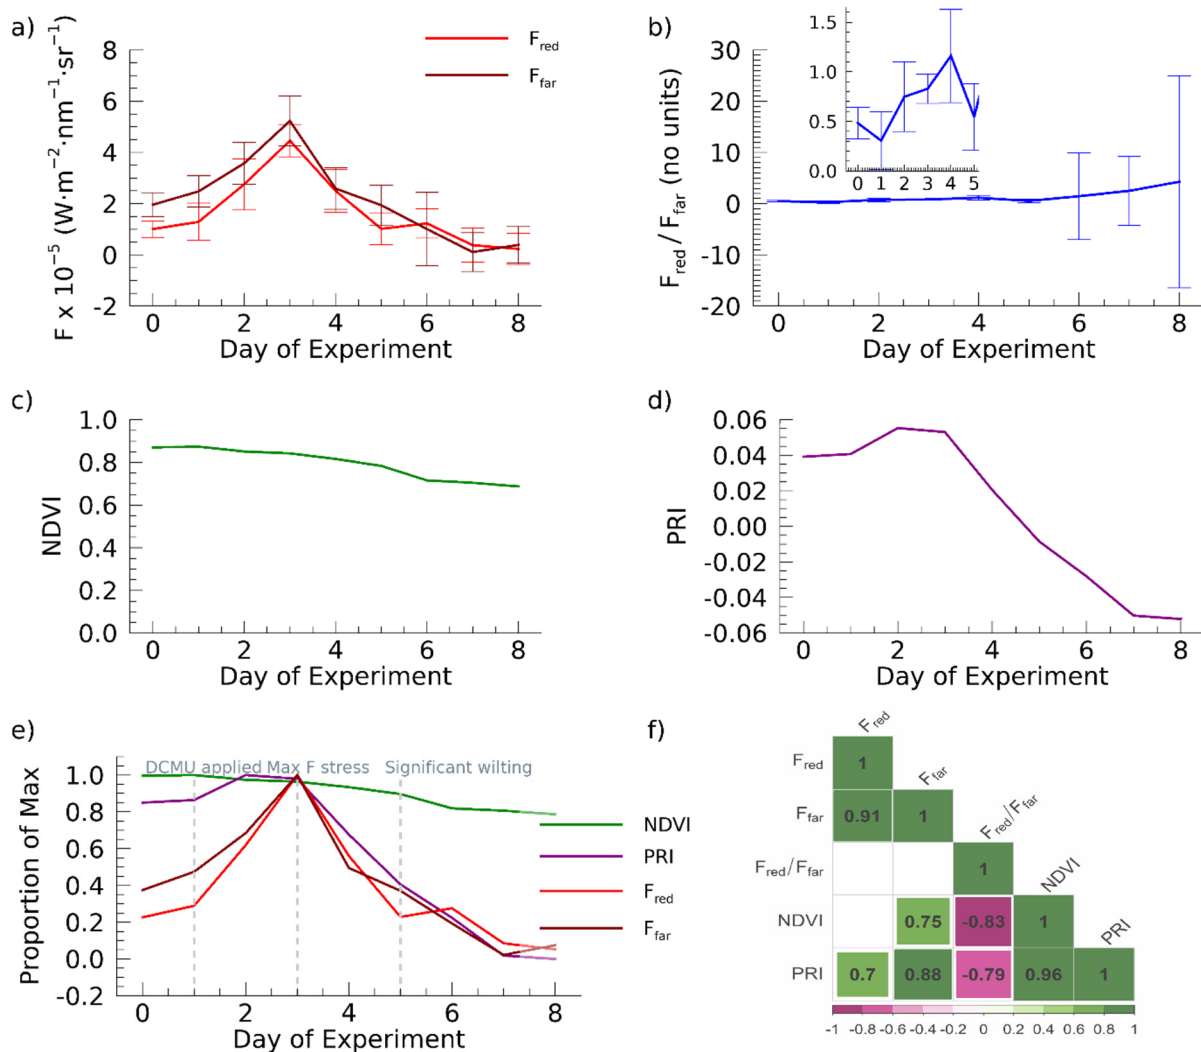 a)
F x 10⁻⁵ (W·m⁻²·nm⁻¹·sr⁻¹)
8
6
4
2
0
-2
0 2 4 6 8
Day of Experiment
F_red
F_far
b)
F_red / F_far (no units)
30
20
10
0
-10
-20
0 2 4 6 8
Day of Experiment
1.5
1.0
0.5
0.0
0 1 2 3 4 5
c)
NDVI
1.0
0.8
0.6
0.4
0.2
0.0
0 2 4 6 8
Day of Experiment
d)
PRI
0.06
0.04
0.02
0.00
-0.02
-0.04
-0.06
0 2 4 6 8
Day of Experiment
e)
Proportion of Max
1.0
0.8
0.6
0.4
0.2
0.0
-0.2
0 2 4 6 8
Day of Experiment
DCMU applied Max F stress Significant wilting
NDVI
PRI
F_red
F_far
f)
F_red
F_far
F_red/F_far
NDVI
PRI
F_red 1
F_far 0.91 1
F_red/F_far 1
NDVI 0.75 -0.83 1
PRI 0.7 0.88 -0.79 0.96 1
-1 -0.8 -0.6 -0.4 -0.2 0 0.2 0.4 0.6 0.8 1